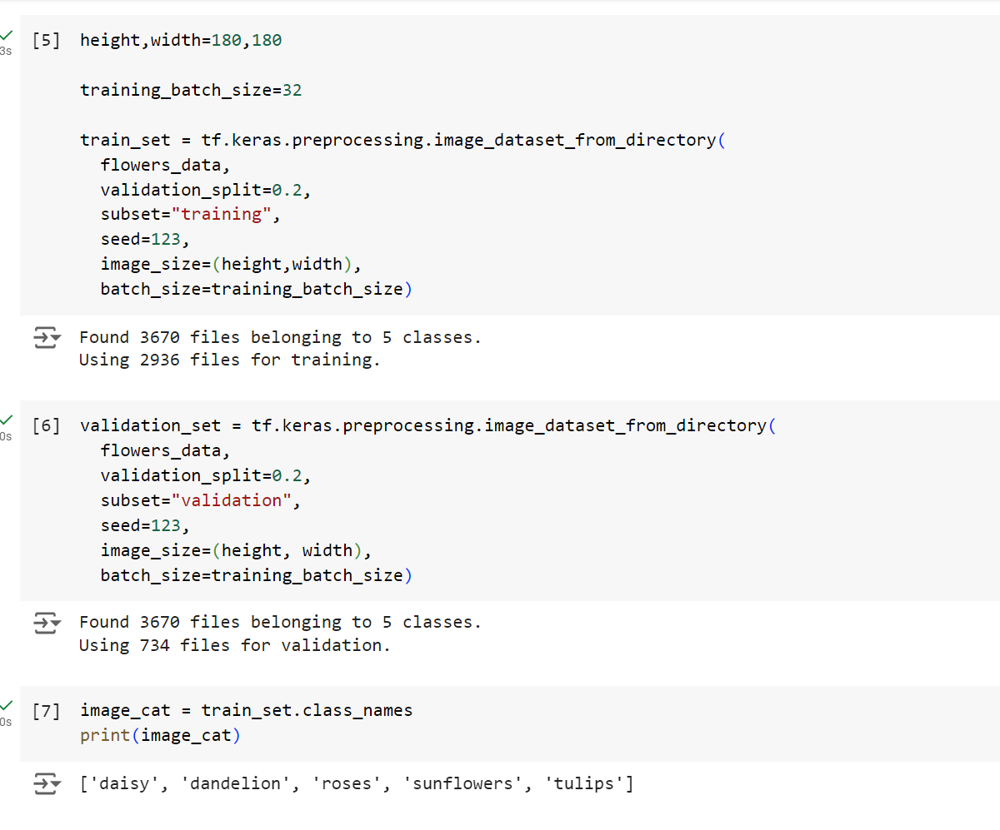 [5] height,width=180,180
3s
training_batch_size=32
train_set = tf.keras.preprocessing.image_dataset_from_directory(
flowers_data,
validation_split=0.2,
subset="training",
seed=123,
image_size=(height,width),
batch_size=training_batch_size)
Found 3670 files belonging to 5 classes.
Using 2936 files for training.
[6] validation_set = tf.keras.preprocessing.image_dataset_from_directory(
0s
flowers_data,
validation_split=0.2,
subset="validation",
seed=123,
image_size=(height, width),
batch_size=training_batch_size)
Found 3670 files belonging to 5 classes.
Using 734 files for validation.
[7] image_cat = train_set.class_names
0s
print(image_cat)
['daisy', 'dandelion', 'roses', 'sunflowers', 'tulips']